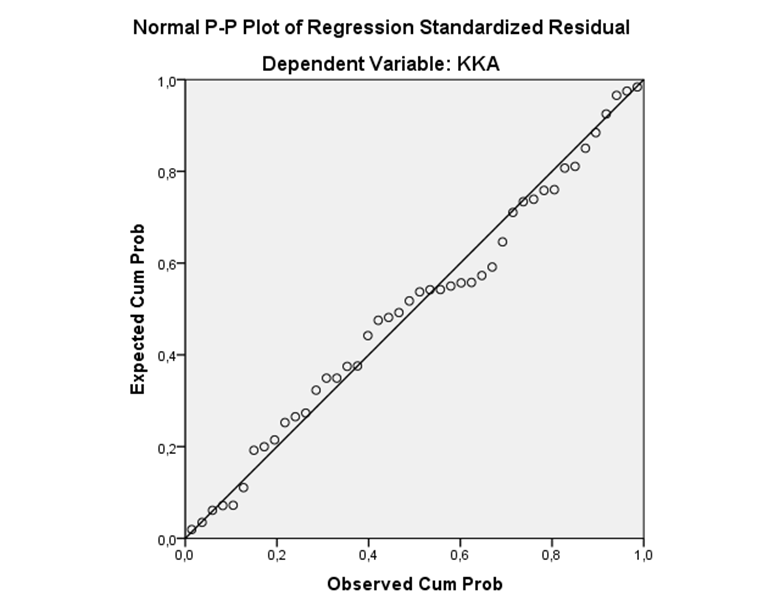 Normal P-P Plot of Regression Standardized Residual
Dependent Variable: KKA
1,0
0,8
0,6
0,4
0,2
0,0
Expected Cum Prob
0,0 0,2 0,4 0,6 0,8 1,0
Observed Cum Prob